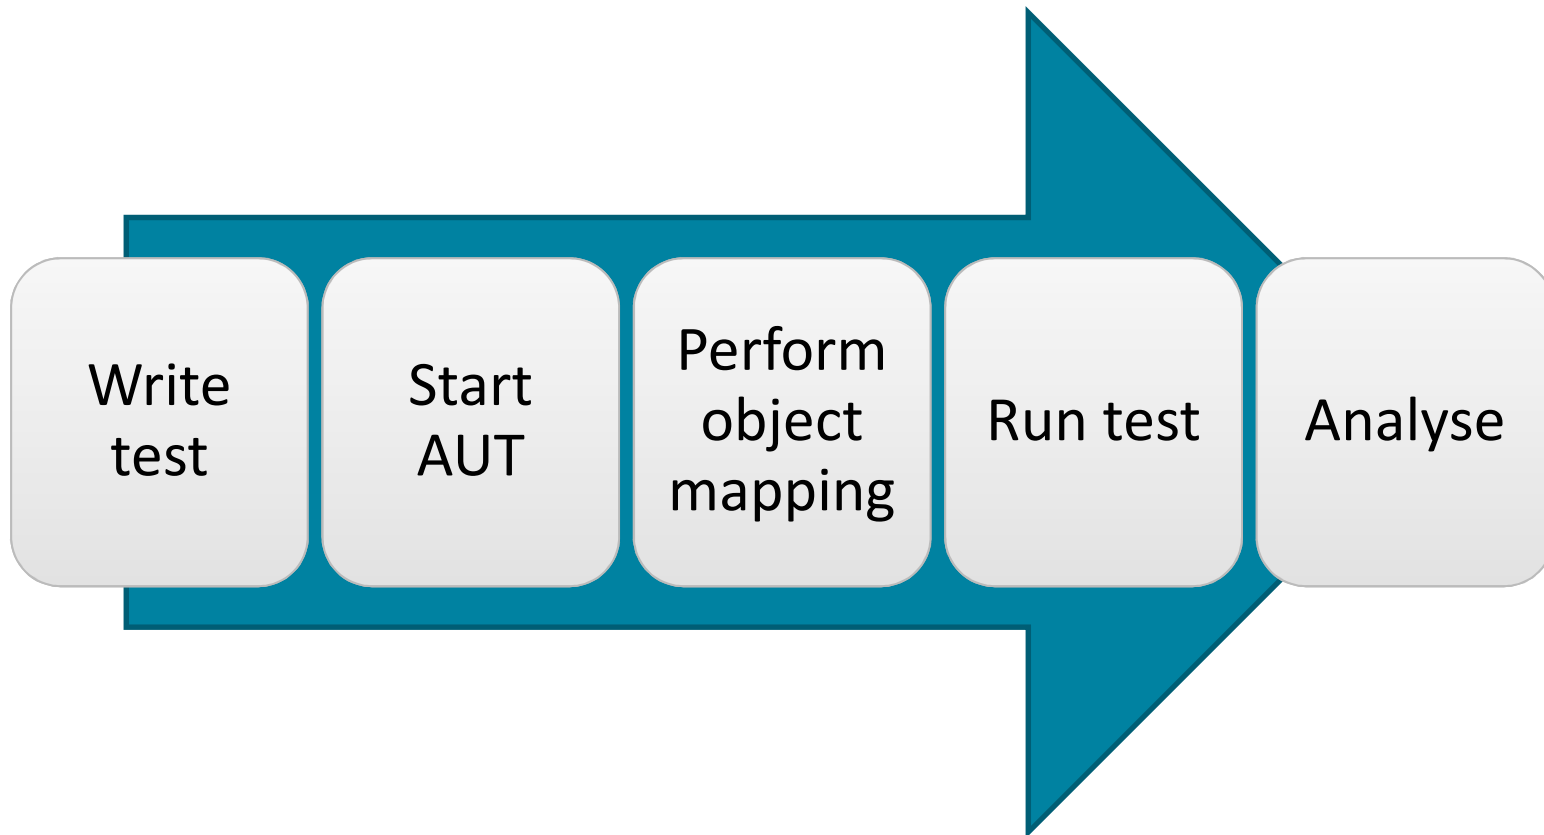 Write
test
Start
AUT
Perform
object
mapping
Run test
Analyse